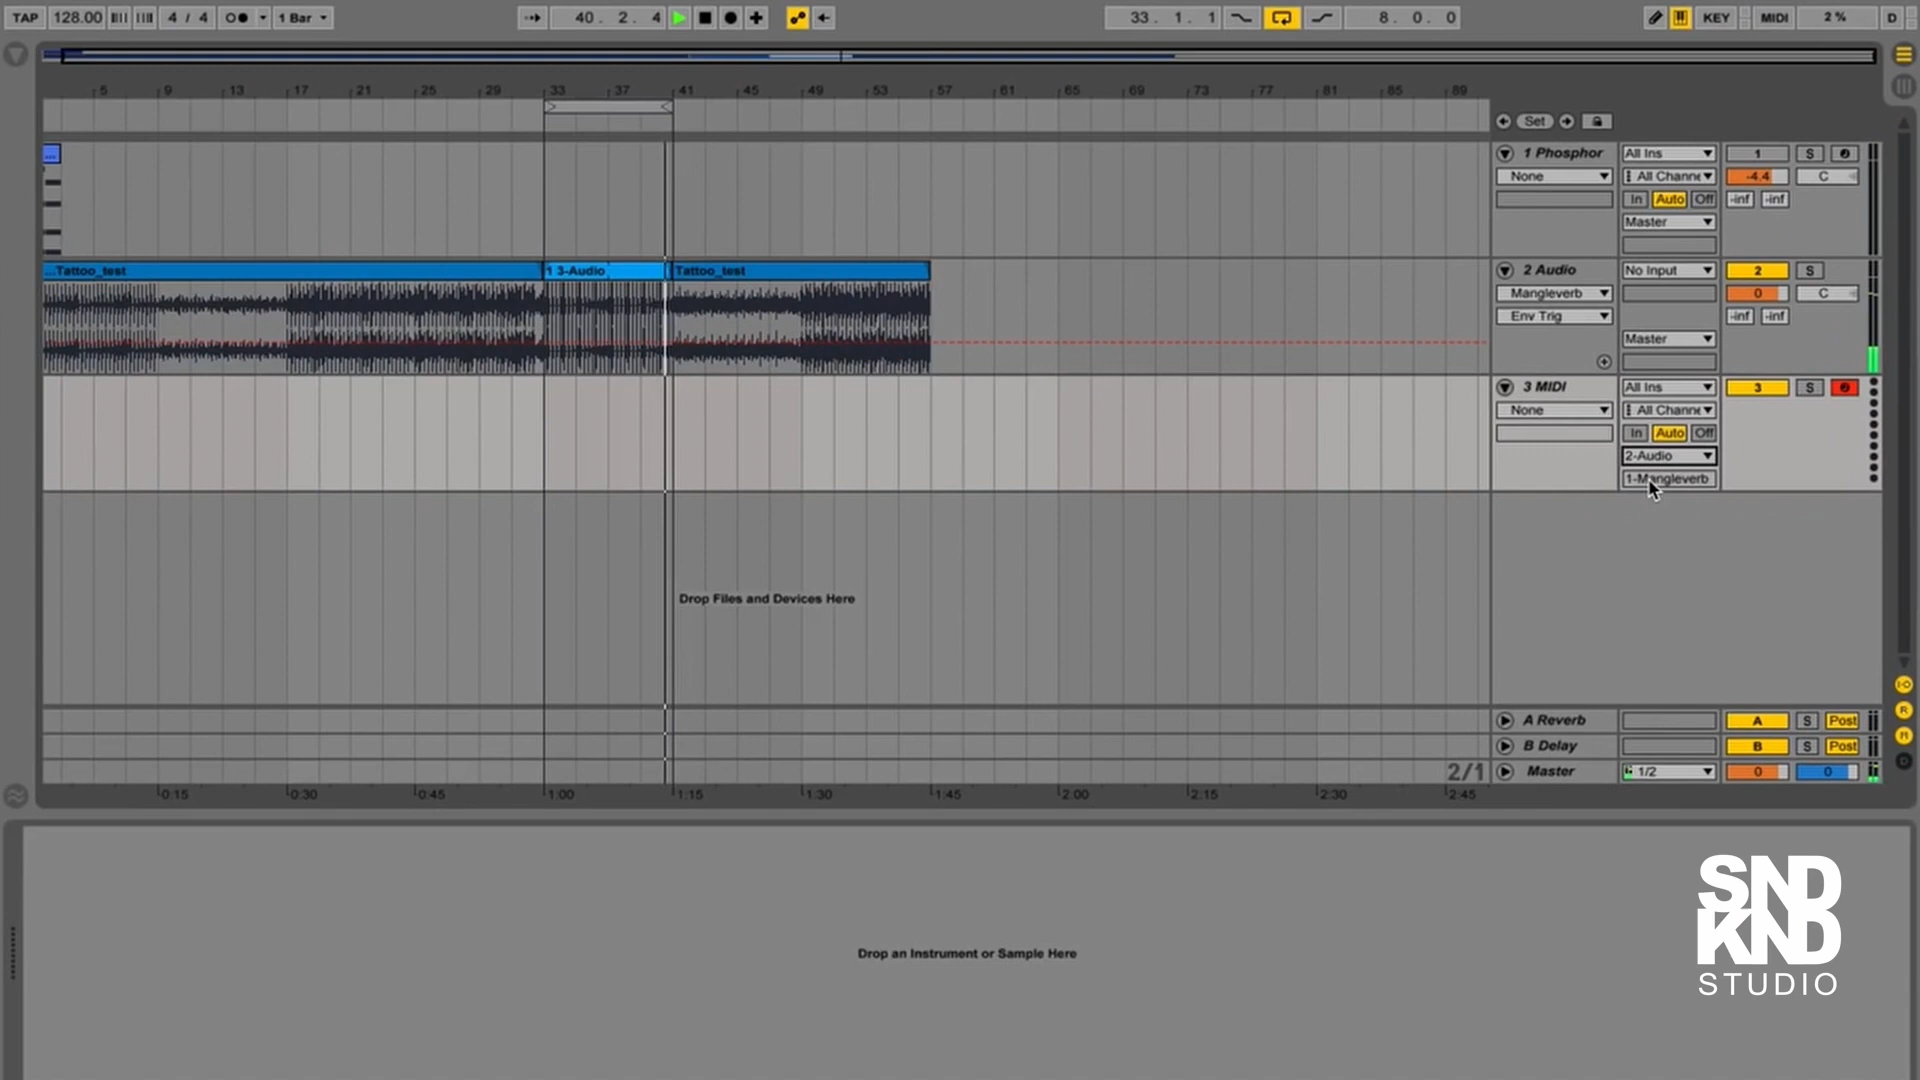 TAP 128.00 4 / 4 1 Bar 40. 2. 4 33. 1. 1 8. 0. 0 KEY MIDI 2 % D
5 9 13 17 21 25 29 33 37 41 45 49 53 57 61 65 69 73 77 81 85 89
Set
1 Phosphor All Ins 1 S
None All Channe -4.4 C
In Auto Off -inf -inf
Master
...Tattoo_test 1 3-Audio Tattoo_test 2 Audio No Input 2 S
Mangleverb 0 C
Env Trig -inf -inf
Master
3 MIDI All Ins 3 S
None All Channe
In Auto Off
2-Audio
1-Mangleverb
Drop Files and Devices Here
A Reverb A S Post
B Delay B S Post
2/1 Master 1/2 0 0
0:15 0:30 0:45 1:00 1:15 1:30 1:45 2:00 2:15 2:30 2:45
Drop an Instrument or Sample Here
SND
KND
STUDIO